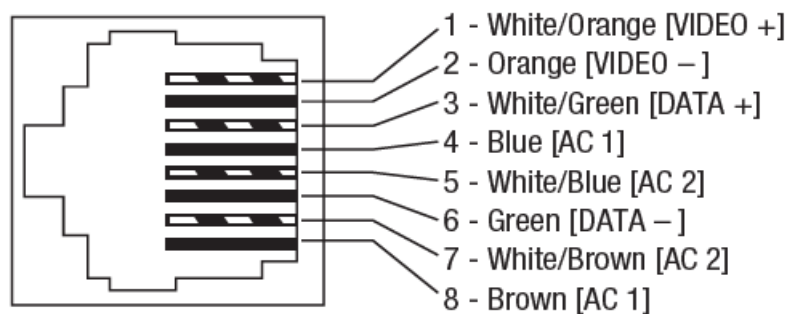 1 - White/Orange [VIDEO +]
2 - Orange [VIDEO – ]
3 - White/Green [DATA +]
4 - Blue [AC 1]
5 - White/Blue [AC 2]
6 - Green [DATA – ]
7 - White/Brown [AC 2]
8 - Brown [AC 1]